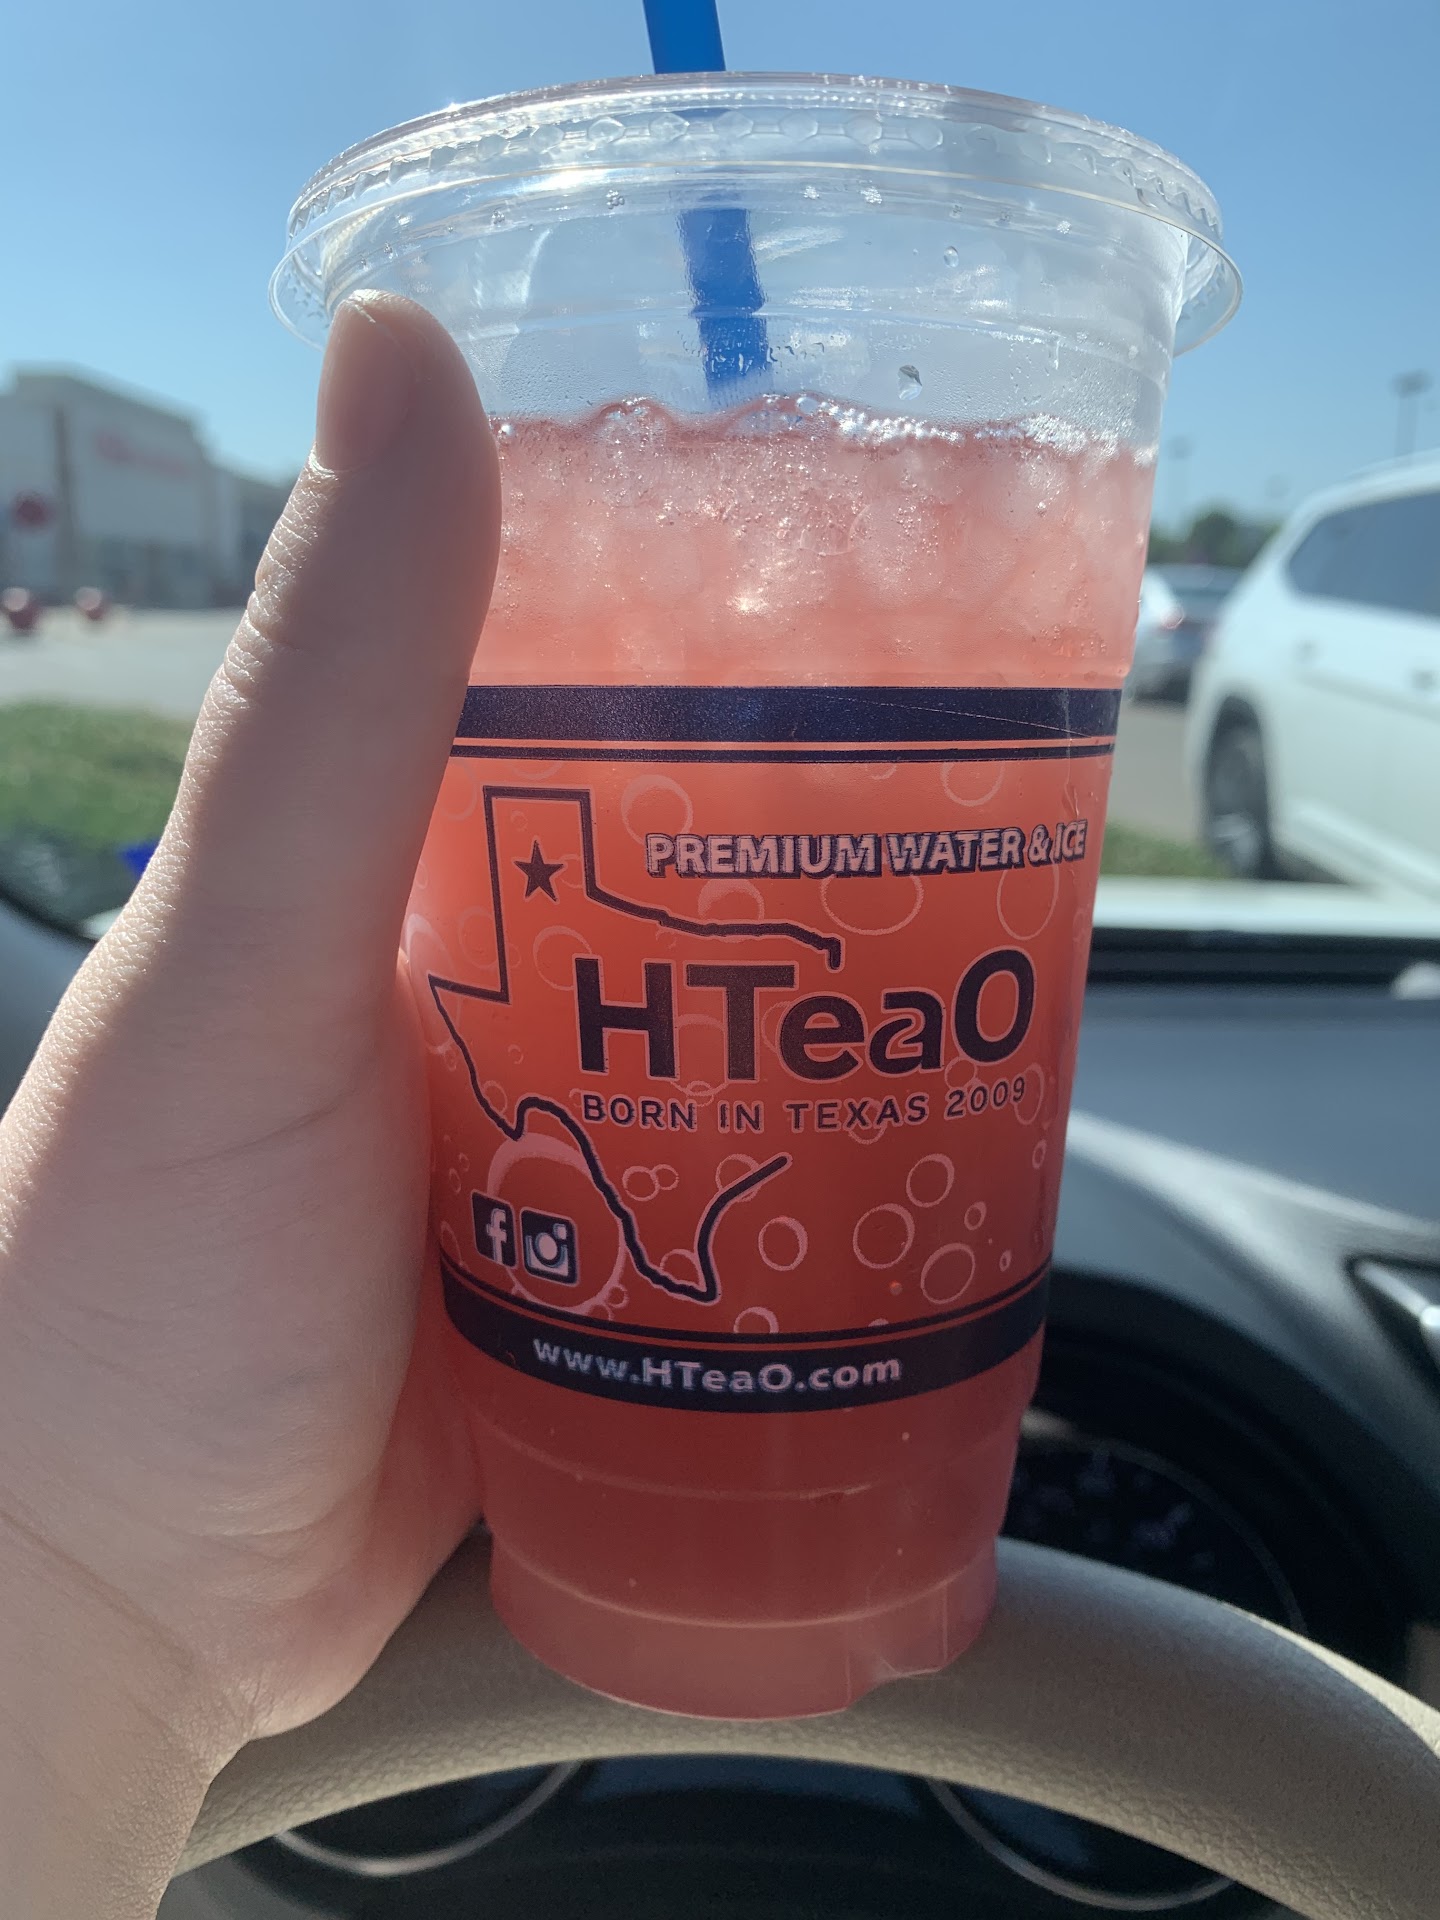 PREMIUM WATER & ICE
HTeaO
BORN IN TEXAS 2009
f
www.HTeaO.com